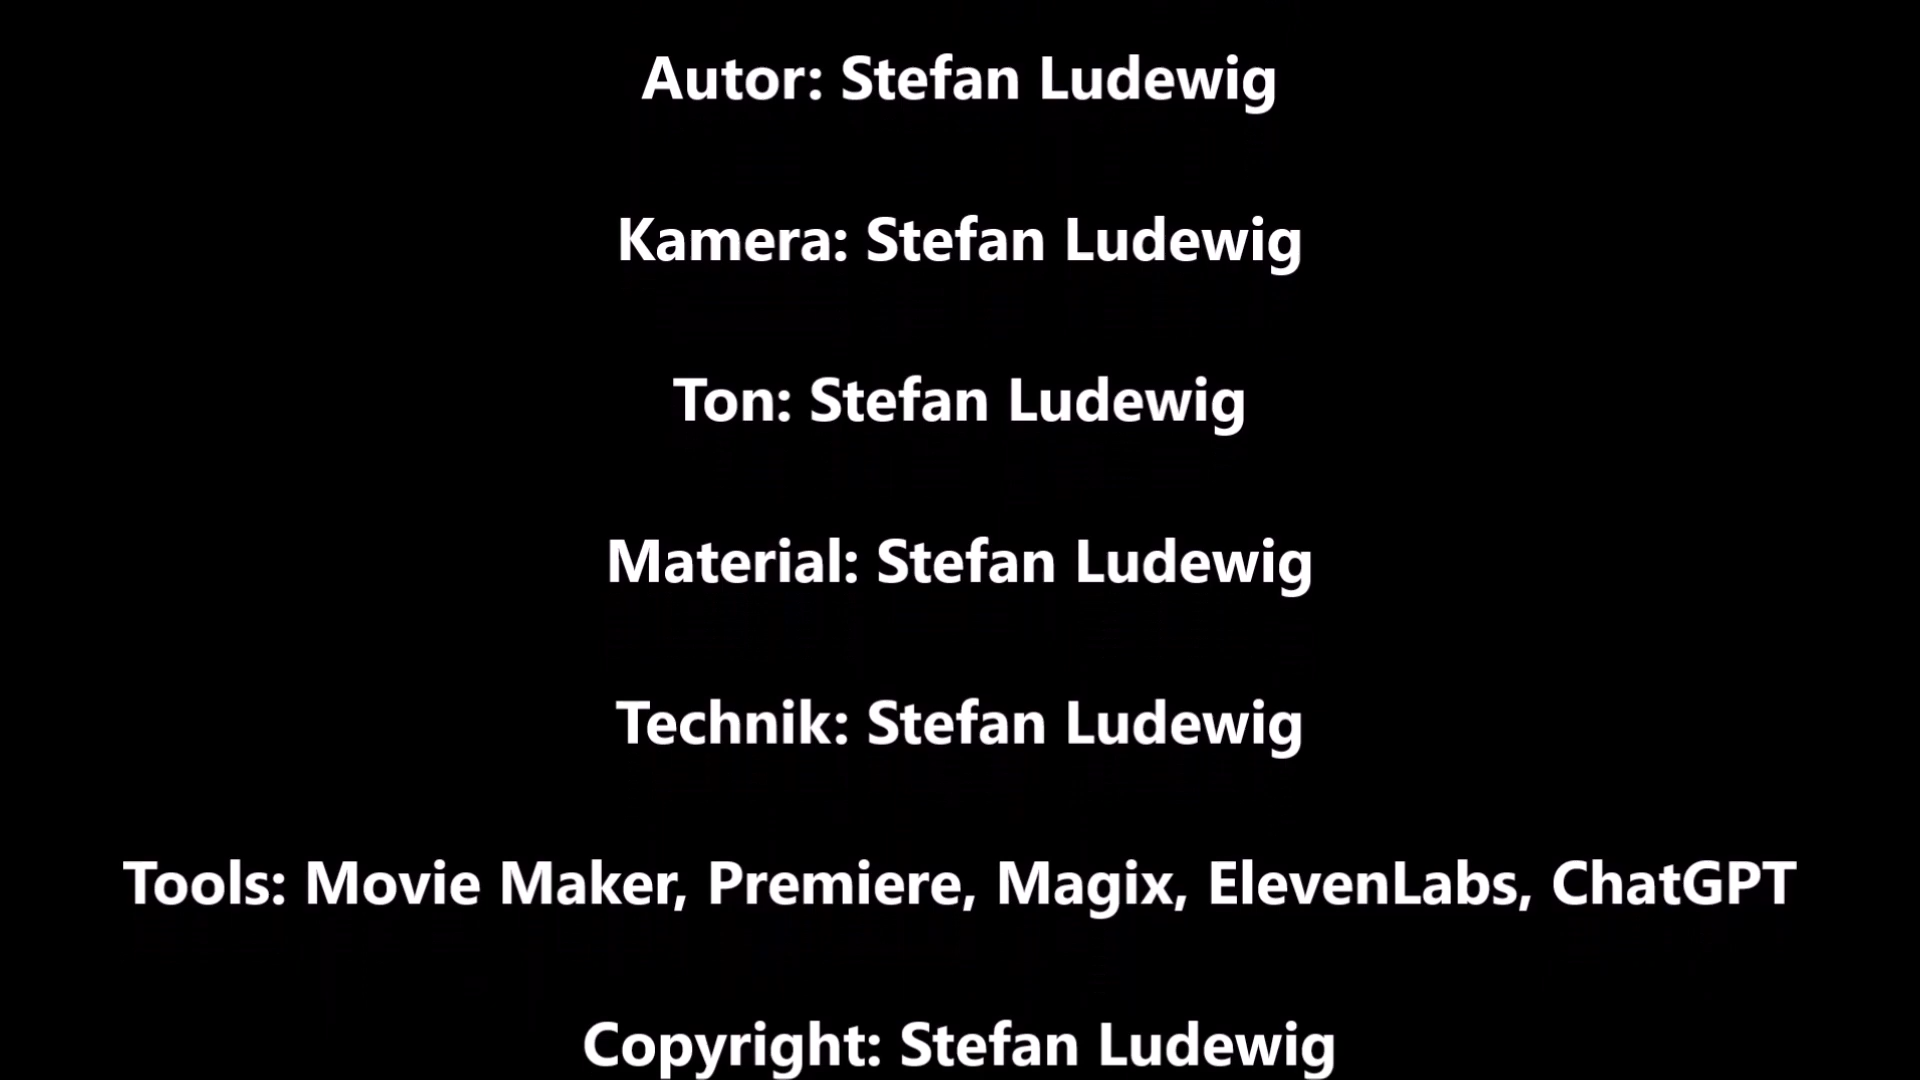 Autor: Stefan Ludewig
Kamera: Stefan Ludewig
Ton: Stefan Ludewig
Material: Stefan Ludewig
Technik: Stefan Ludewig
Tools: Movie Maker, Premiere, Magix, ElevenLabs, ChatGPT
Copyright: Stefan Ludewig